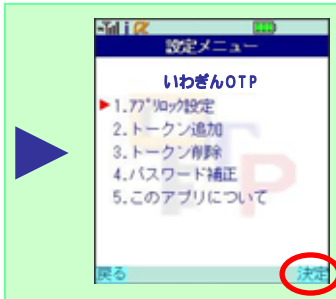 設定メニュー
いわぎんOTP
1.ｱﾌﾟﾘﾛｯｸ設定
2.トークン追加
3.トークン削除
4.パスワード補正
5.このアプリについて
戻る 決定